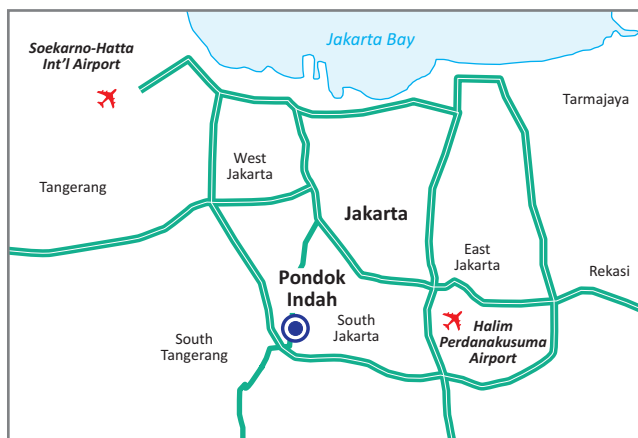 Soekarno-Hatta
Int’l Airport
Jakarta Bay
Tarmajaya
West
Jakarta
Tangerang
Jakarta
East
Jakarta
Rekasi
Pondok
Indah
South
Jakarta
Halim
Perdanakusuma
Airport
South
Tangerang